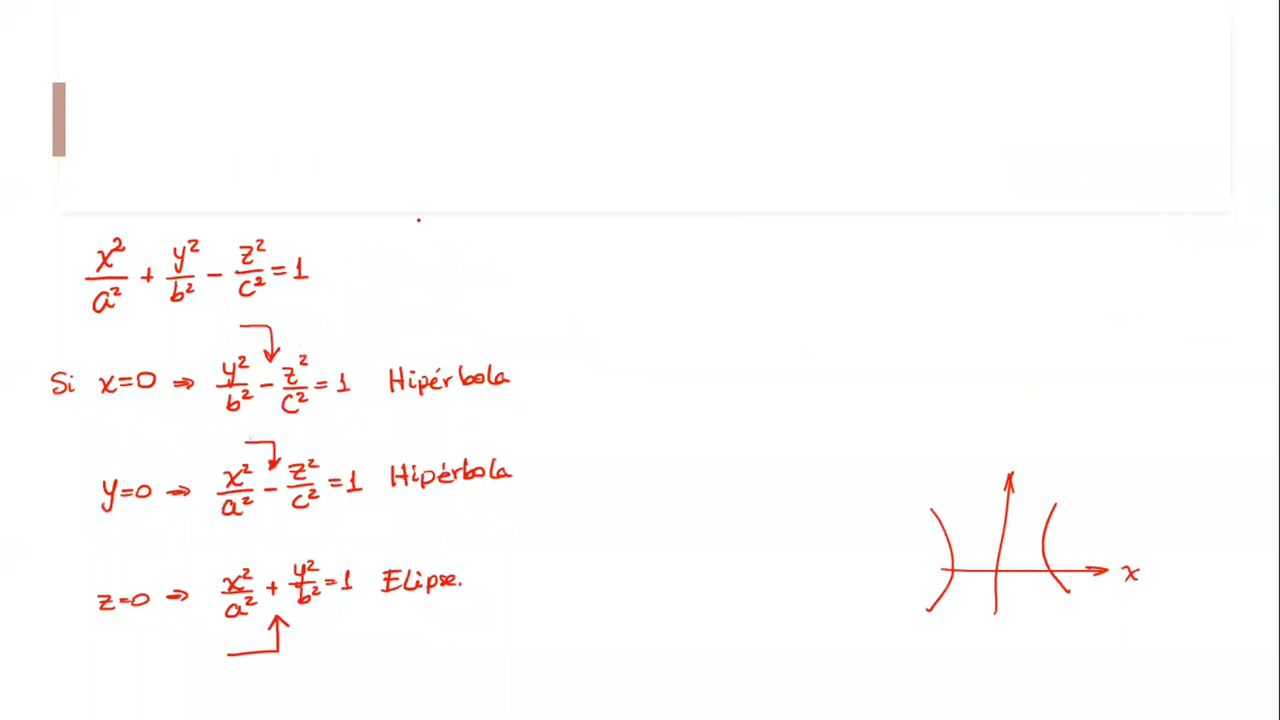 x²/a² + y²/b² - z²/c² = 1
Si x=0 ⇒ y²/b² - z²/c² = 1 Hipérbola
y=0 ⇒ x²/a² - z²/c² = 1 Hipérbola
z=0 ⇒ x²/a² + y²/b² = 1 Elipse.
x